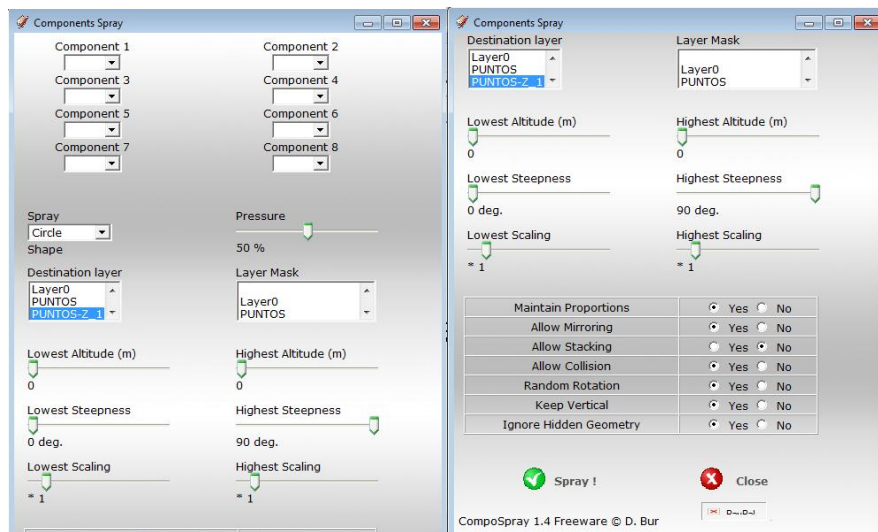 Components Spray
Component 1 Component 2
Component 3 Component 4
Component 5 Component 6
Component 7 Component 8
Spray Pressure
Circle
Shape 50 %
Destination layer Layer Mask
Layer0
PUNTOS Layer0
PUNTOS-Z_1 PUNTOS
Lowest Altitude (m) Highest Altitude (m)
0 0
Lowest Steepness Highest Steepness
0 deg. 90 deg.
Lowest Scaling Highest Scaling
* 1 * 1
Components Spray
Destination layer Layer Mask
Layer0
PUNTOS Layer0
PUNTOS-Z_1 PUNTOS
Lowest Altitude (m) Highest Altitude (m)
0 0
Lowest Steepness Highest Steepness
0 deg. 90 deg.
Lowest Scaling Highest Scaling
* 1 * 1
Maintain Proportions Yes No
Allow Mirroring Yes No
Allow Stacking Yes No
Allow Collision Yes No
Random Rotation Yes No
Keep Vertical Yes No
Ignore Hidden Geometry Yes No
Spray ! Close
CompoSpray 1.4 Freeware © D. Bur